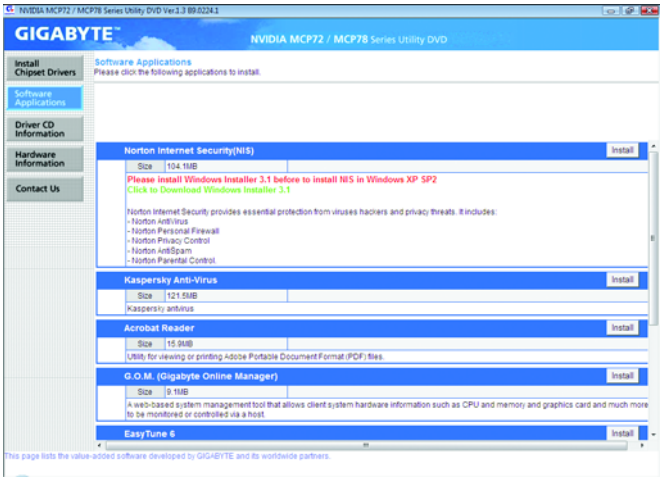 NVIDIA MCP72 / MCP78 Series Utility DVD Ver.1.3 B9.0224.1
GIGABYTE™
NVIDIA MCP72 / MCP78 Series Utility DVD
Install
Chipset Drivers
Software
Applications
Driver CD
Information
Hardware
Information
Contact Us
Software Applications
Please click the following applications to install.
Norton Internet Security(NIS)
Install
Size 104.1MB
Please install Windows Installer 3.1 before to install NIS in Windows XP SP2
Click to Download Windows Installer 3.1
Norton Internet Security provides essential protection from viruses hackers and privacy threats. It includes:
- Norton AntiVirus
- Norton Personal Firewall
- Norton Privacy Control
- Norton AntiSpam
- Norton Parental Control.
Kaspersky Anti-Virus
Install
Size 121.5MB
Kaspersky antivirus
Acrobat Reader
Install
Size 15.9MB
Utility for viewing or printing Adobe Portable Document Format (PDF) files.
G.O.M. (Gigabyte Online Manager)
Install
Size 9.1MB
A web-based system management tool that allows client system hardware information such as CPU and memory and graphics card and much more
to be monitored or controlled via a host.
EasyTune 6
Install
This page lists the value-added software developed by GIGABYTE and its worldwide partners.